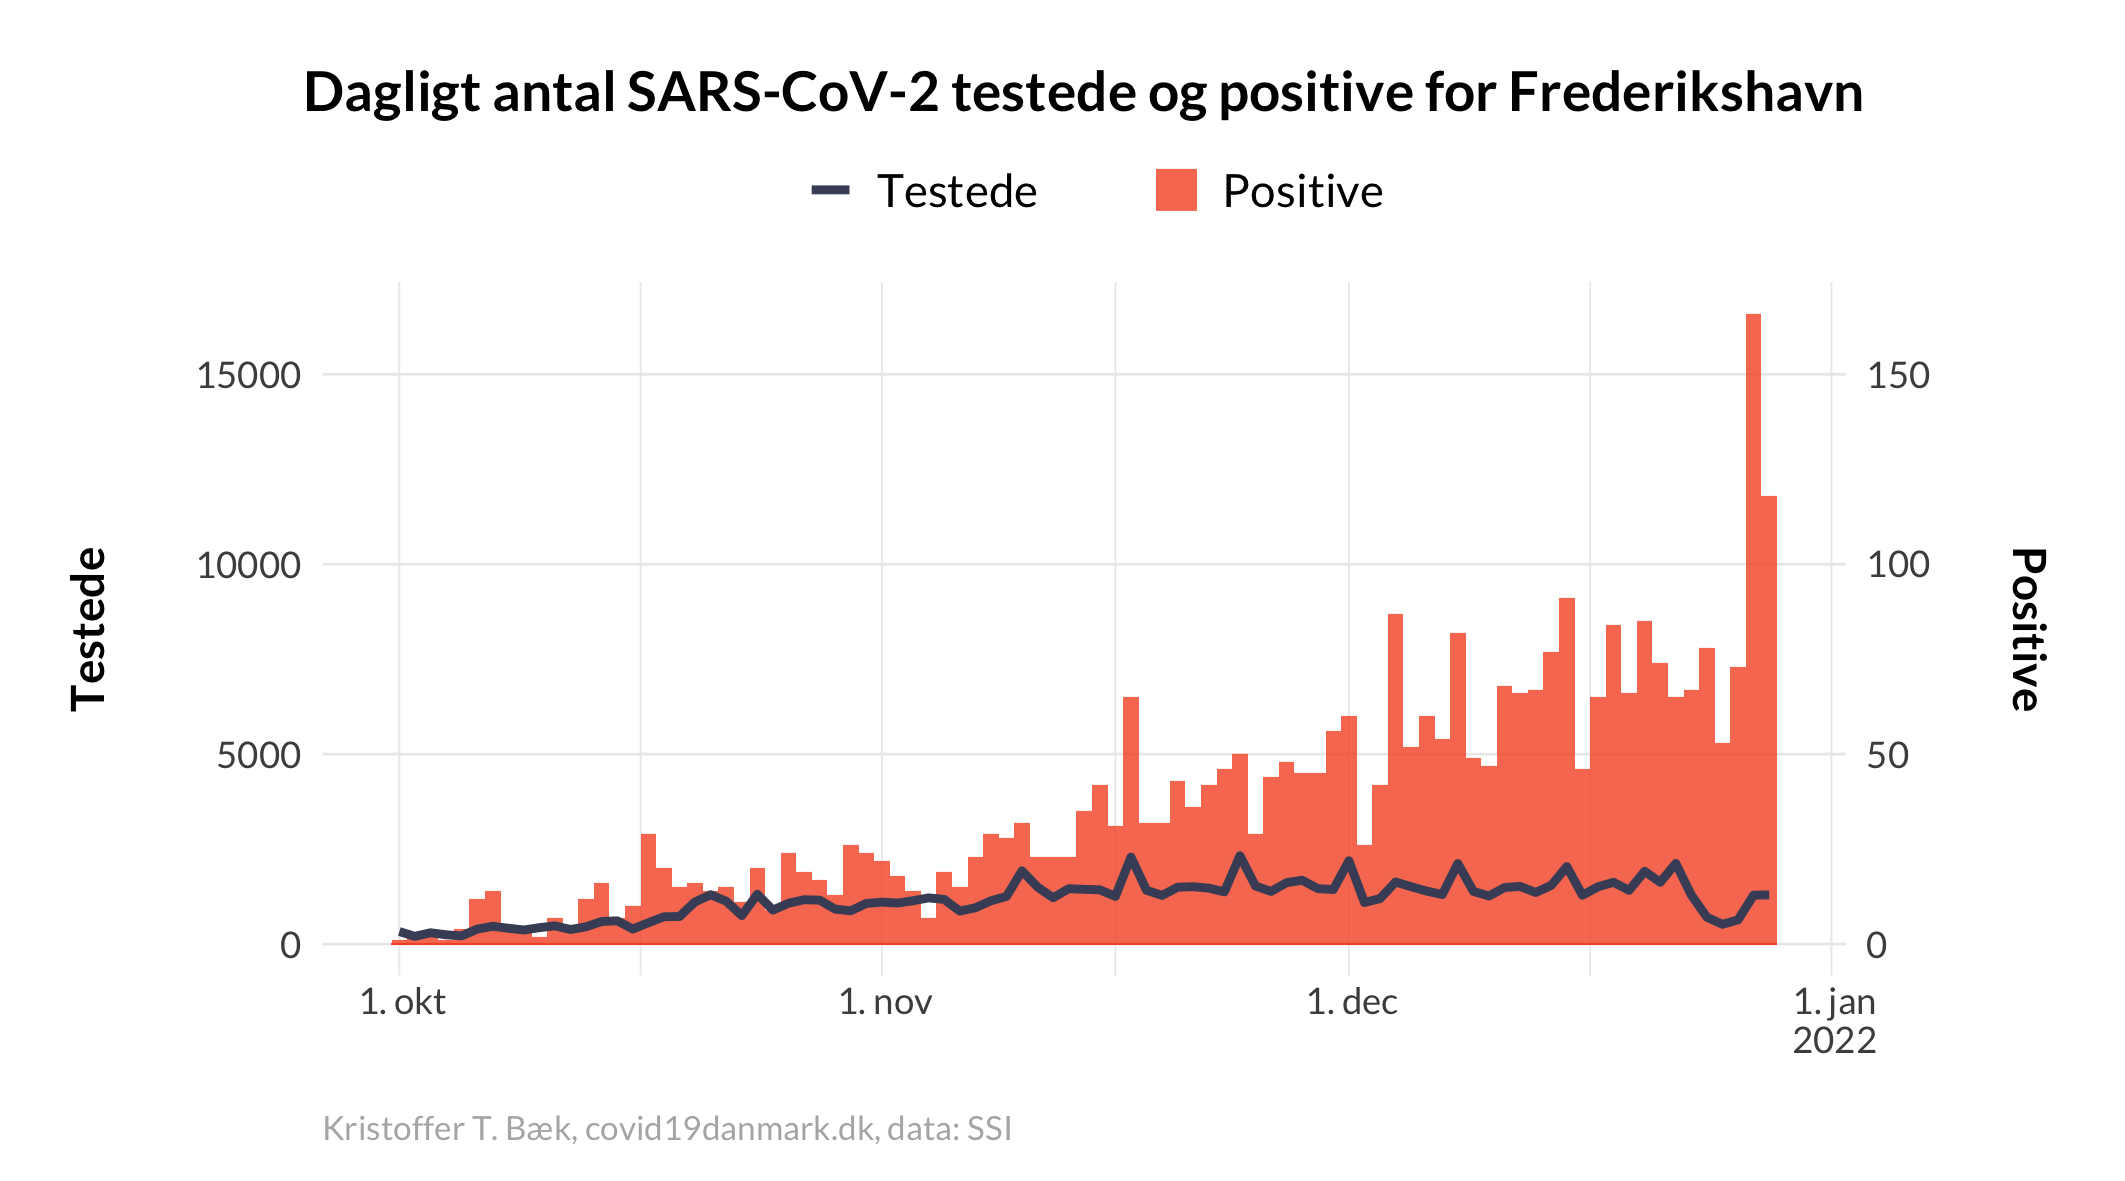 Dagligt antal SARS-CoV-2 testede og positive for Frederikshavn
Testede Positive
15000 150
10000 100
5000 50
0 0
Testede
Positive
1. okt 1. nov 1. dec 1. jan
2022
Kristoffer T. Bæk, covid19danmark.dk, data: SSI